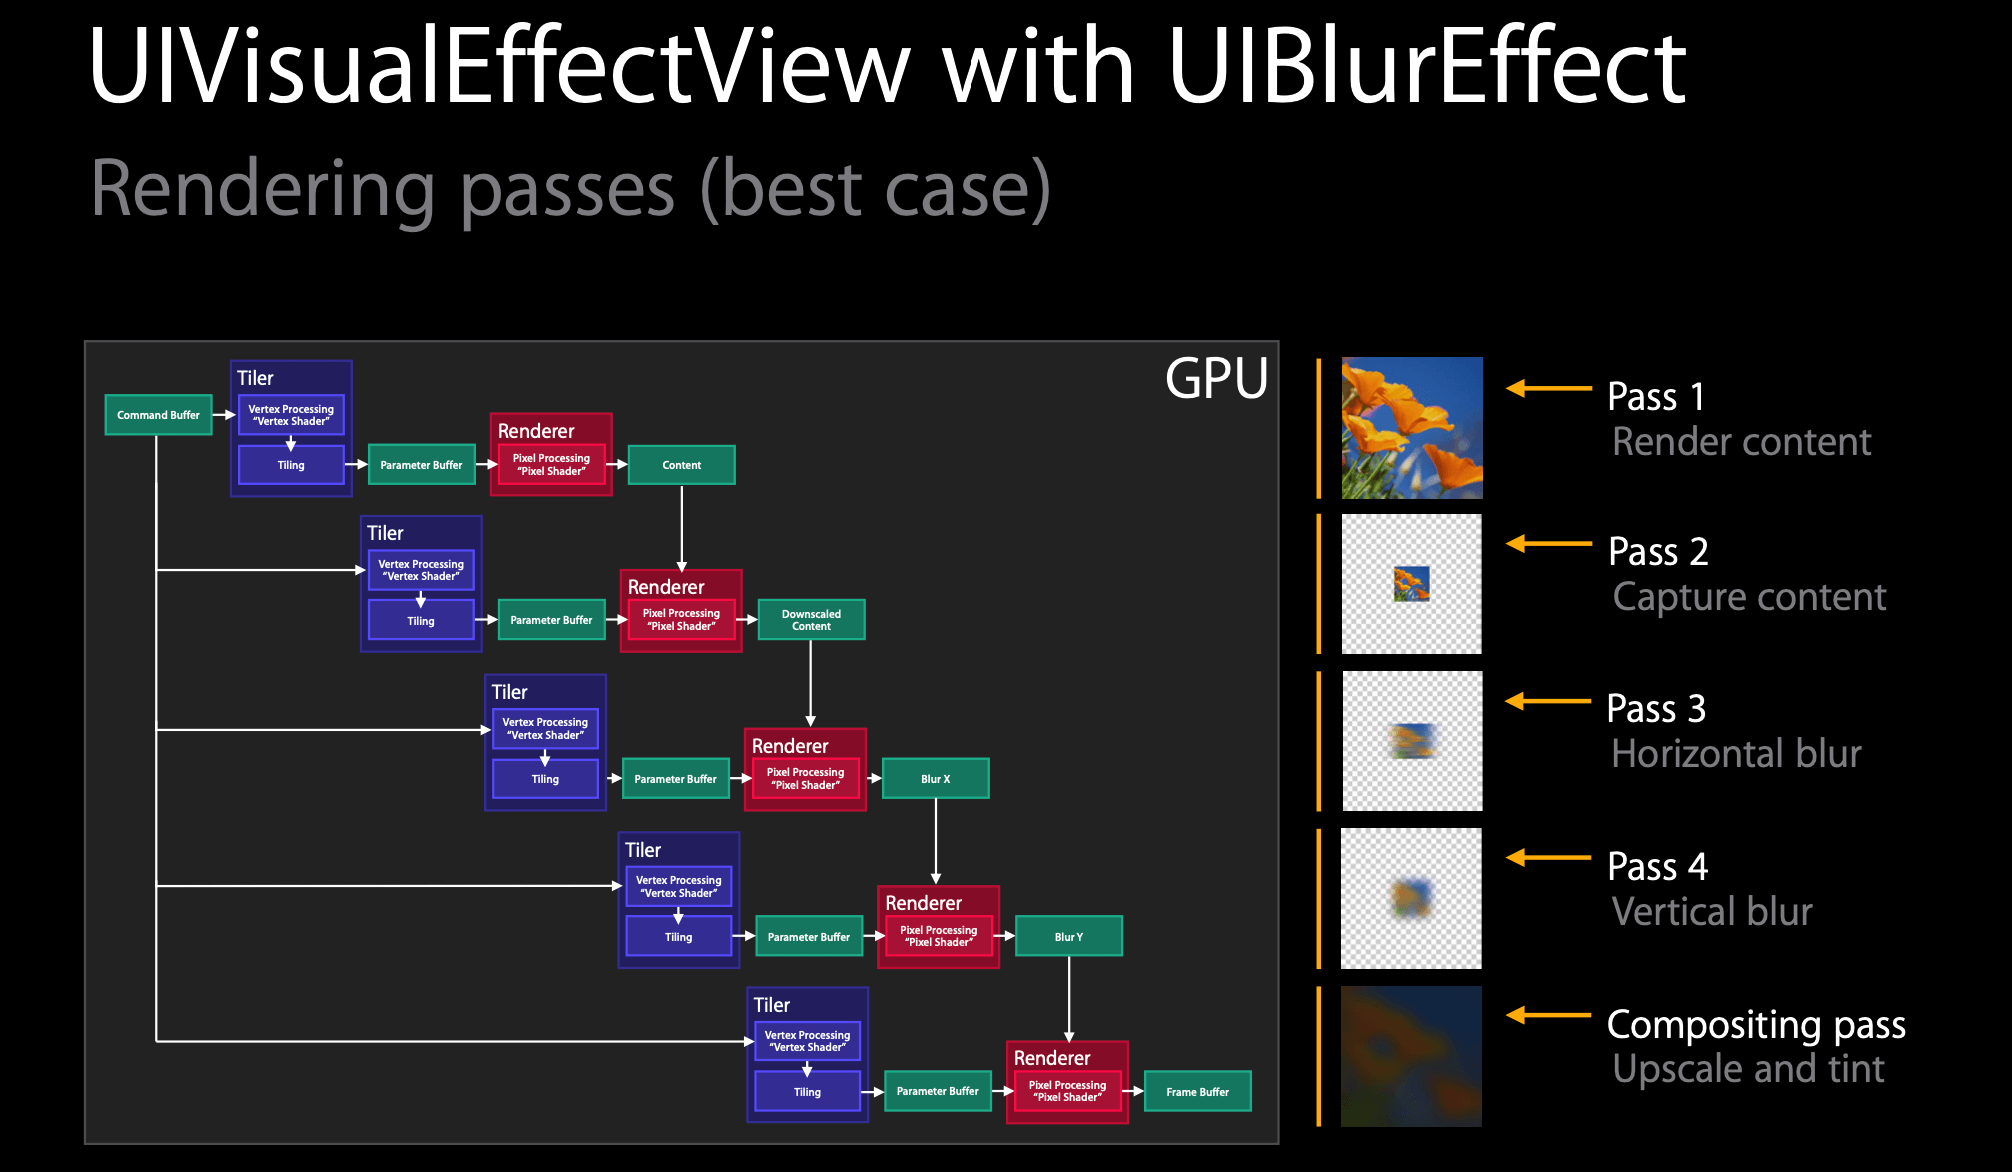 UIVisualEffectView with UIBlurEffect
Rendering passes (best case)
GPU
Command Buffer
Tiler
Vertex Processing
“Vertex Shader”
Tiling
Parameter Buffer
Renderer
Pixel Processing
“Pixel Shader”
Content
Pass 1
Render content
Tiler
Vertex Processing
“Vertex Shader”
Tiling
Parameter Buffer
Renderer
Pixel Processing
“Pixel Shader”
Downscaled
Content
Pass 2
Capture content
Tiler
Vertex Processing
“Vertex Shader”
Tiling
Parameter Buffer
Renderer
Pixel Processing
“Pixel Shader”
Blur X
Pass 3
Horizontal blur
Tiler
Vertex Processing
“Vertex Shader”
Tiling
Parameter Buffer
Renderer
Pixel Processing
“Pixel Shader”
Blur Y
Pass 4
Vertical blur
Tiler
Vertex Processing
“Vertex Shader”
Tiling
Parameter Buffer
Renderer
Pixel Processing
“Pixel Shader”
Frame Buffer
Compositing pass
Upscale and tint